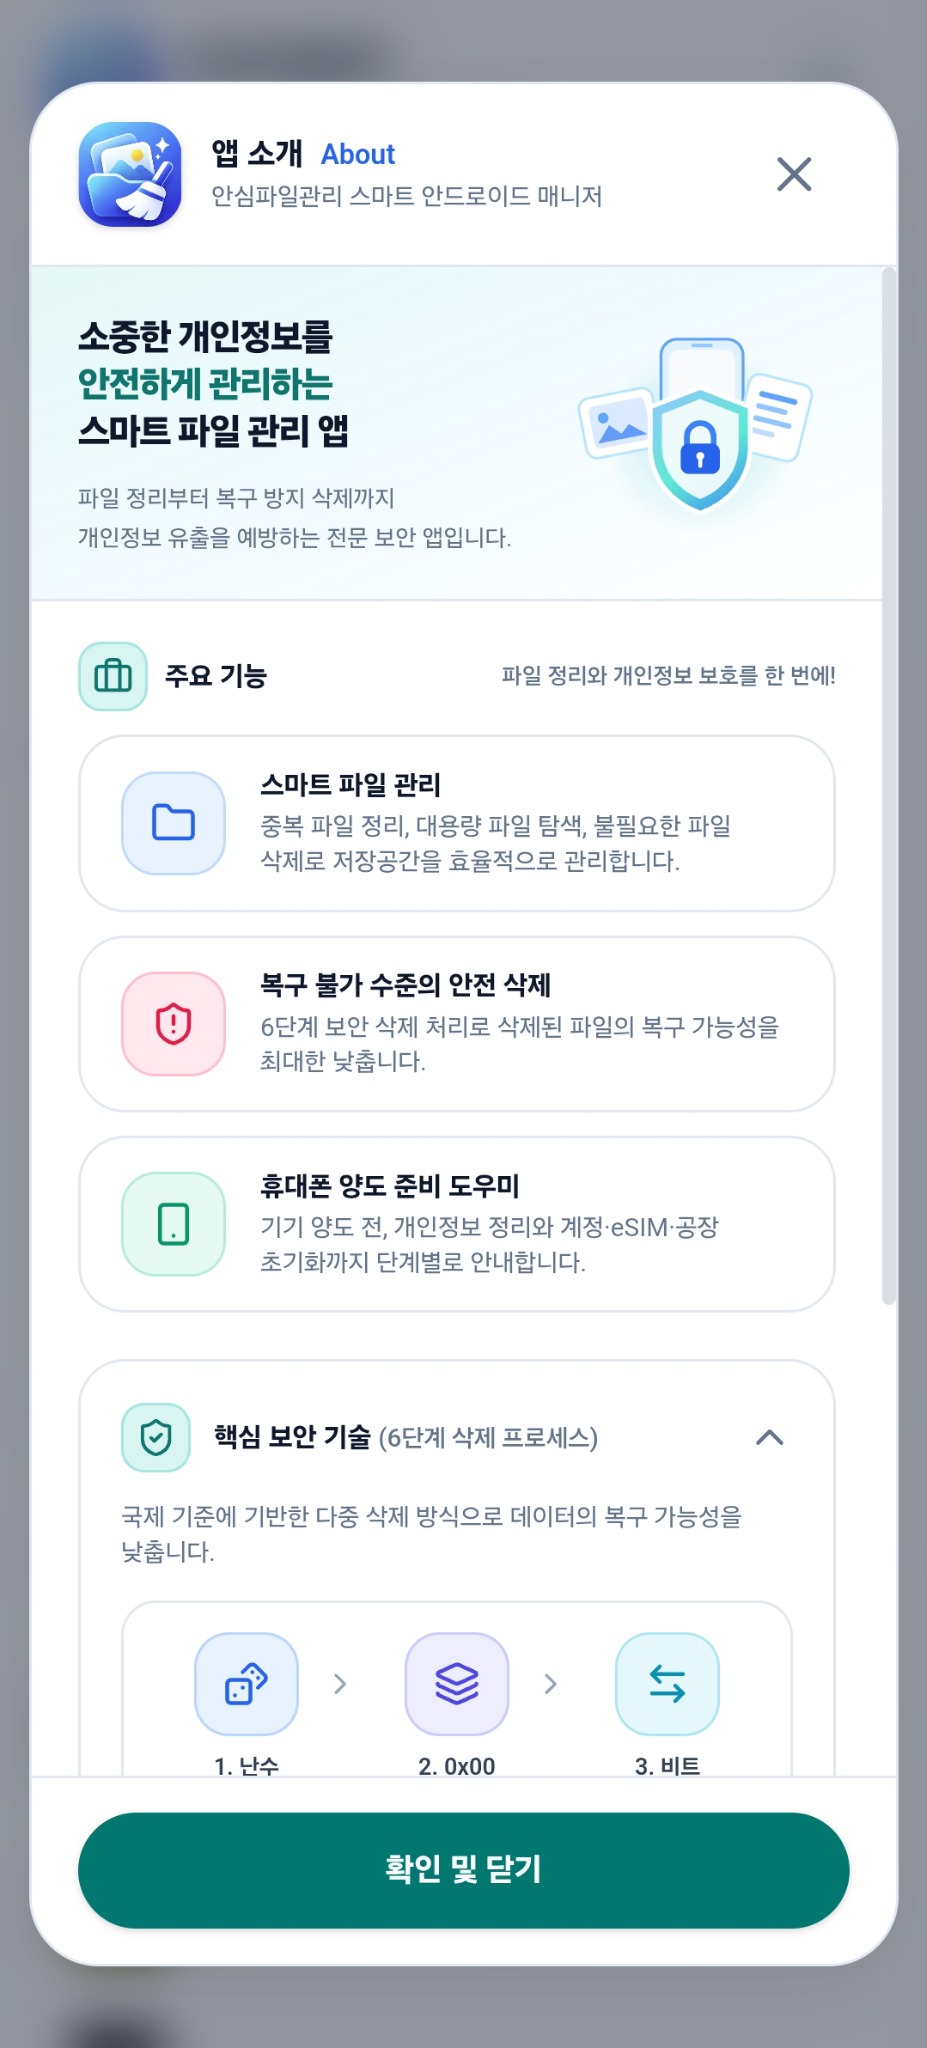 앱 소개 About
안심파일관리 스마트 안드로이드 매니저
소중한 개인정보를
안전하게 관리하는
스마트 파일 관리 앱
파일 정리부터 복구 방지 삭제까지
개인정보 유출을 예방하는 전문 보안 앱입니다.
주요 기능
파일 정리와 개인정보 보호를 한 번에!
스마트 파일 관리
중복 파일 정리, 대용량 파일 탐색, 불필요한 파일
삭제로 저장공간을 효율적으로 관리합니다.
복구 불가 수준의 안전 삭제
6단계 보안 삭제 처리로 삭제된 파일의 복구 가능성을
최대한 낮춥니다.
휴대폰 양도 준비 도우미
기기 양도 전, 개인정보 정리와 계정·eSIM·공장
초기화까지 단계별로 안내합니다.
핵심 보안 기술 (6단계 삭제 프로세스)
국제 기준에 기반한 다중 삭제 방식으로 데이터의 복구 가능성을
낮춥니다.
1. 난수
2. 0x00
3. 비트
확인 및 닫기